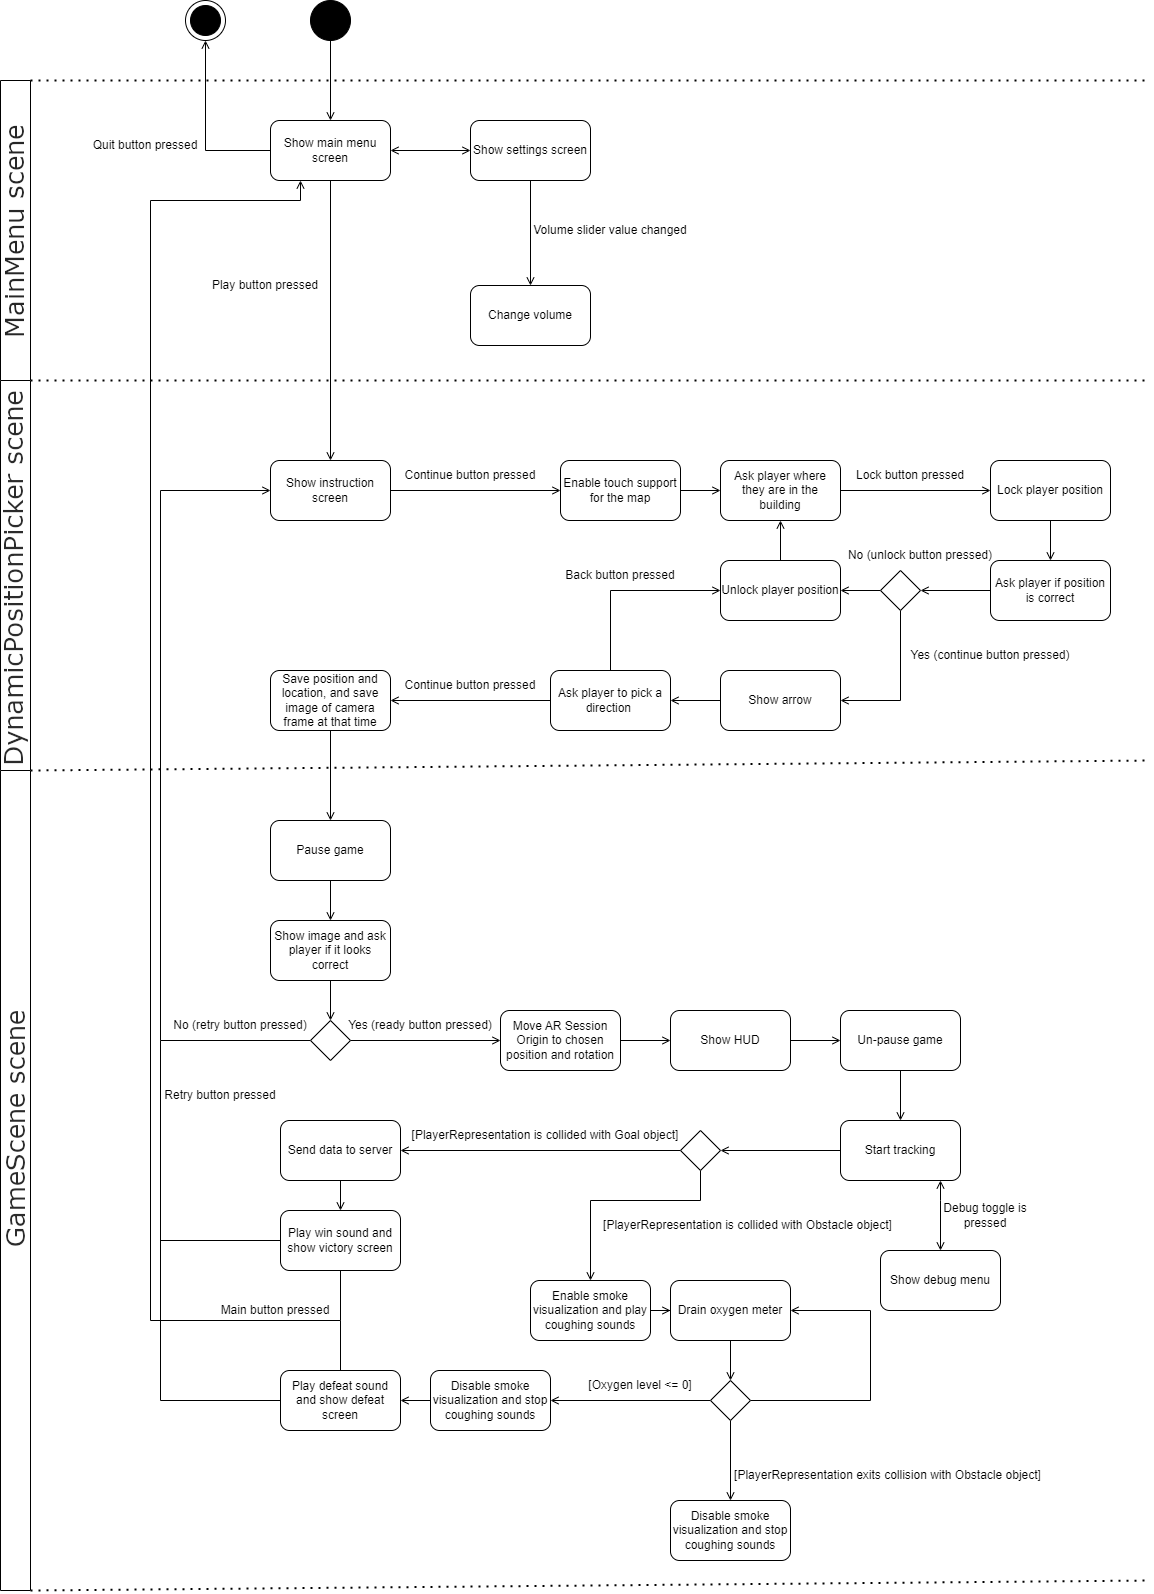 MainMenu scene
Quit button pressed
Show main menu
screen
Show settings screen
Volume slider value changed
Play button pressed
Change volume
DynamicPositionPicker scene
Show instruction
screen
Continue button pressed
Enable touch support
for the map
Ask player where
they are in the
building
Lock button pressed
Lock player position
No (unlock button pressed)
Back button pressed
Unlock player position
Ask player if position
is correct
Yes (continue button pressed)
Save position and
location, and save
image of camera
frame at that time
Continue button pressed
Ask player to pick a
direction
Show arrow
GameScene scene
Pause game
Show image and ask
player if it looks
correct
No (retry button pressed)
Yes (ready button pressed)
Move AR Session
Origin to chosen
position and rotation
Show HUD
Un-pause game
Retry button pressed
Send data to server
[PlayerRepresentation is collided with Goal object]
Start tracking
Debug toggle is
pressed
[PlayerRepresentation is collided with Obstacle object]
Play win sound and
show victory screen
Show debug menu
Main button pressed
Enable smoke
visualization and play
coughing sounds
Drain oxygen meter
Play defeat sound
and show defeat
screen
Disable smoke
visualization and stop
coughing sounds
[Oxygen level <= 0]
[PlayerRepresentation exits collision with Obstacle object]
Disable smoke
visualization and stop
coughing sounds